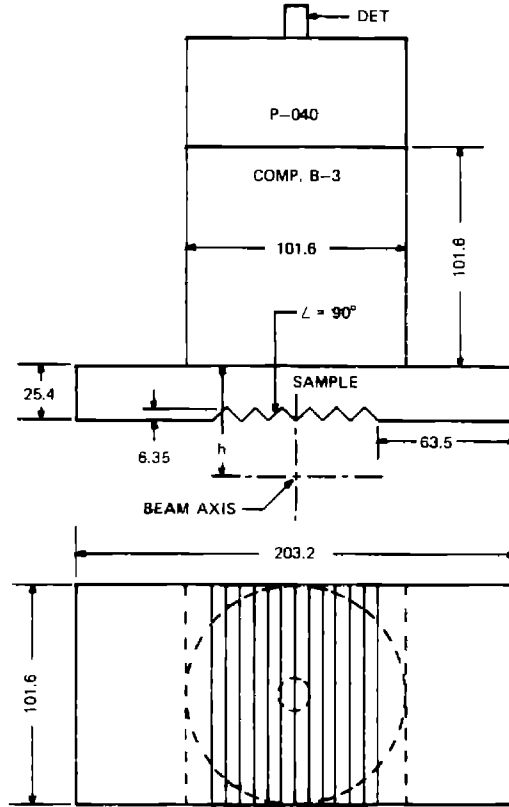 DET
P-040
COMP. B-3
101.6
101.6
∠ = 90°
SAMPLE
25.4
6.35
h
63.5
BEAM AXIS
203.2
101.6